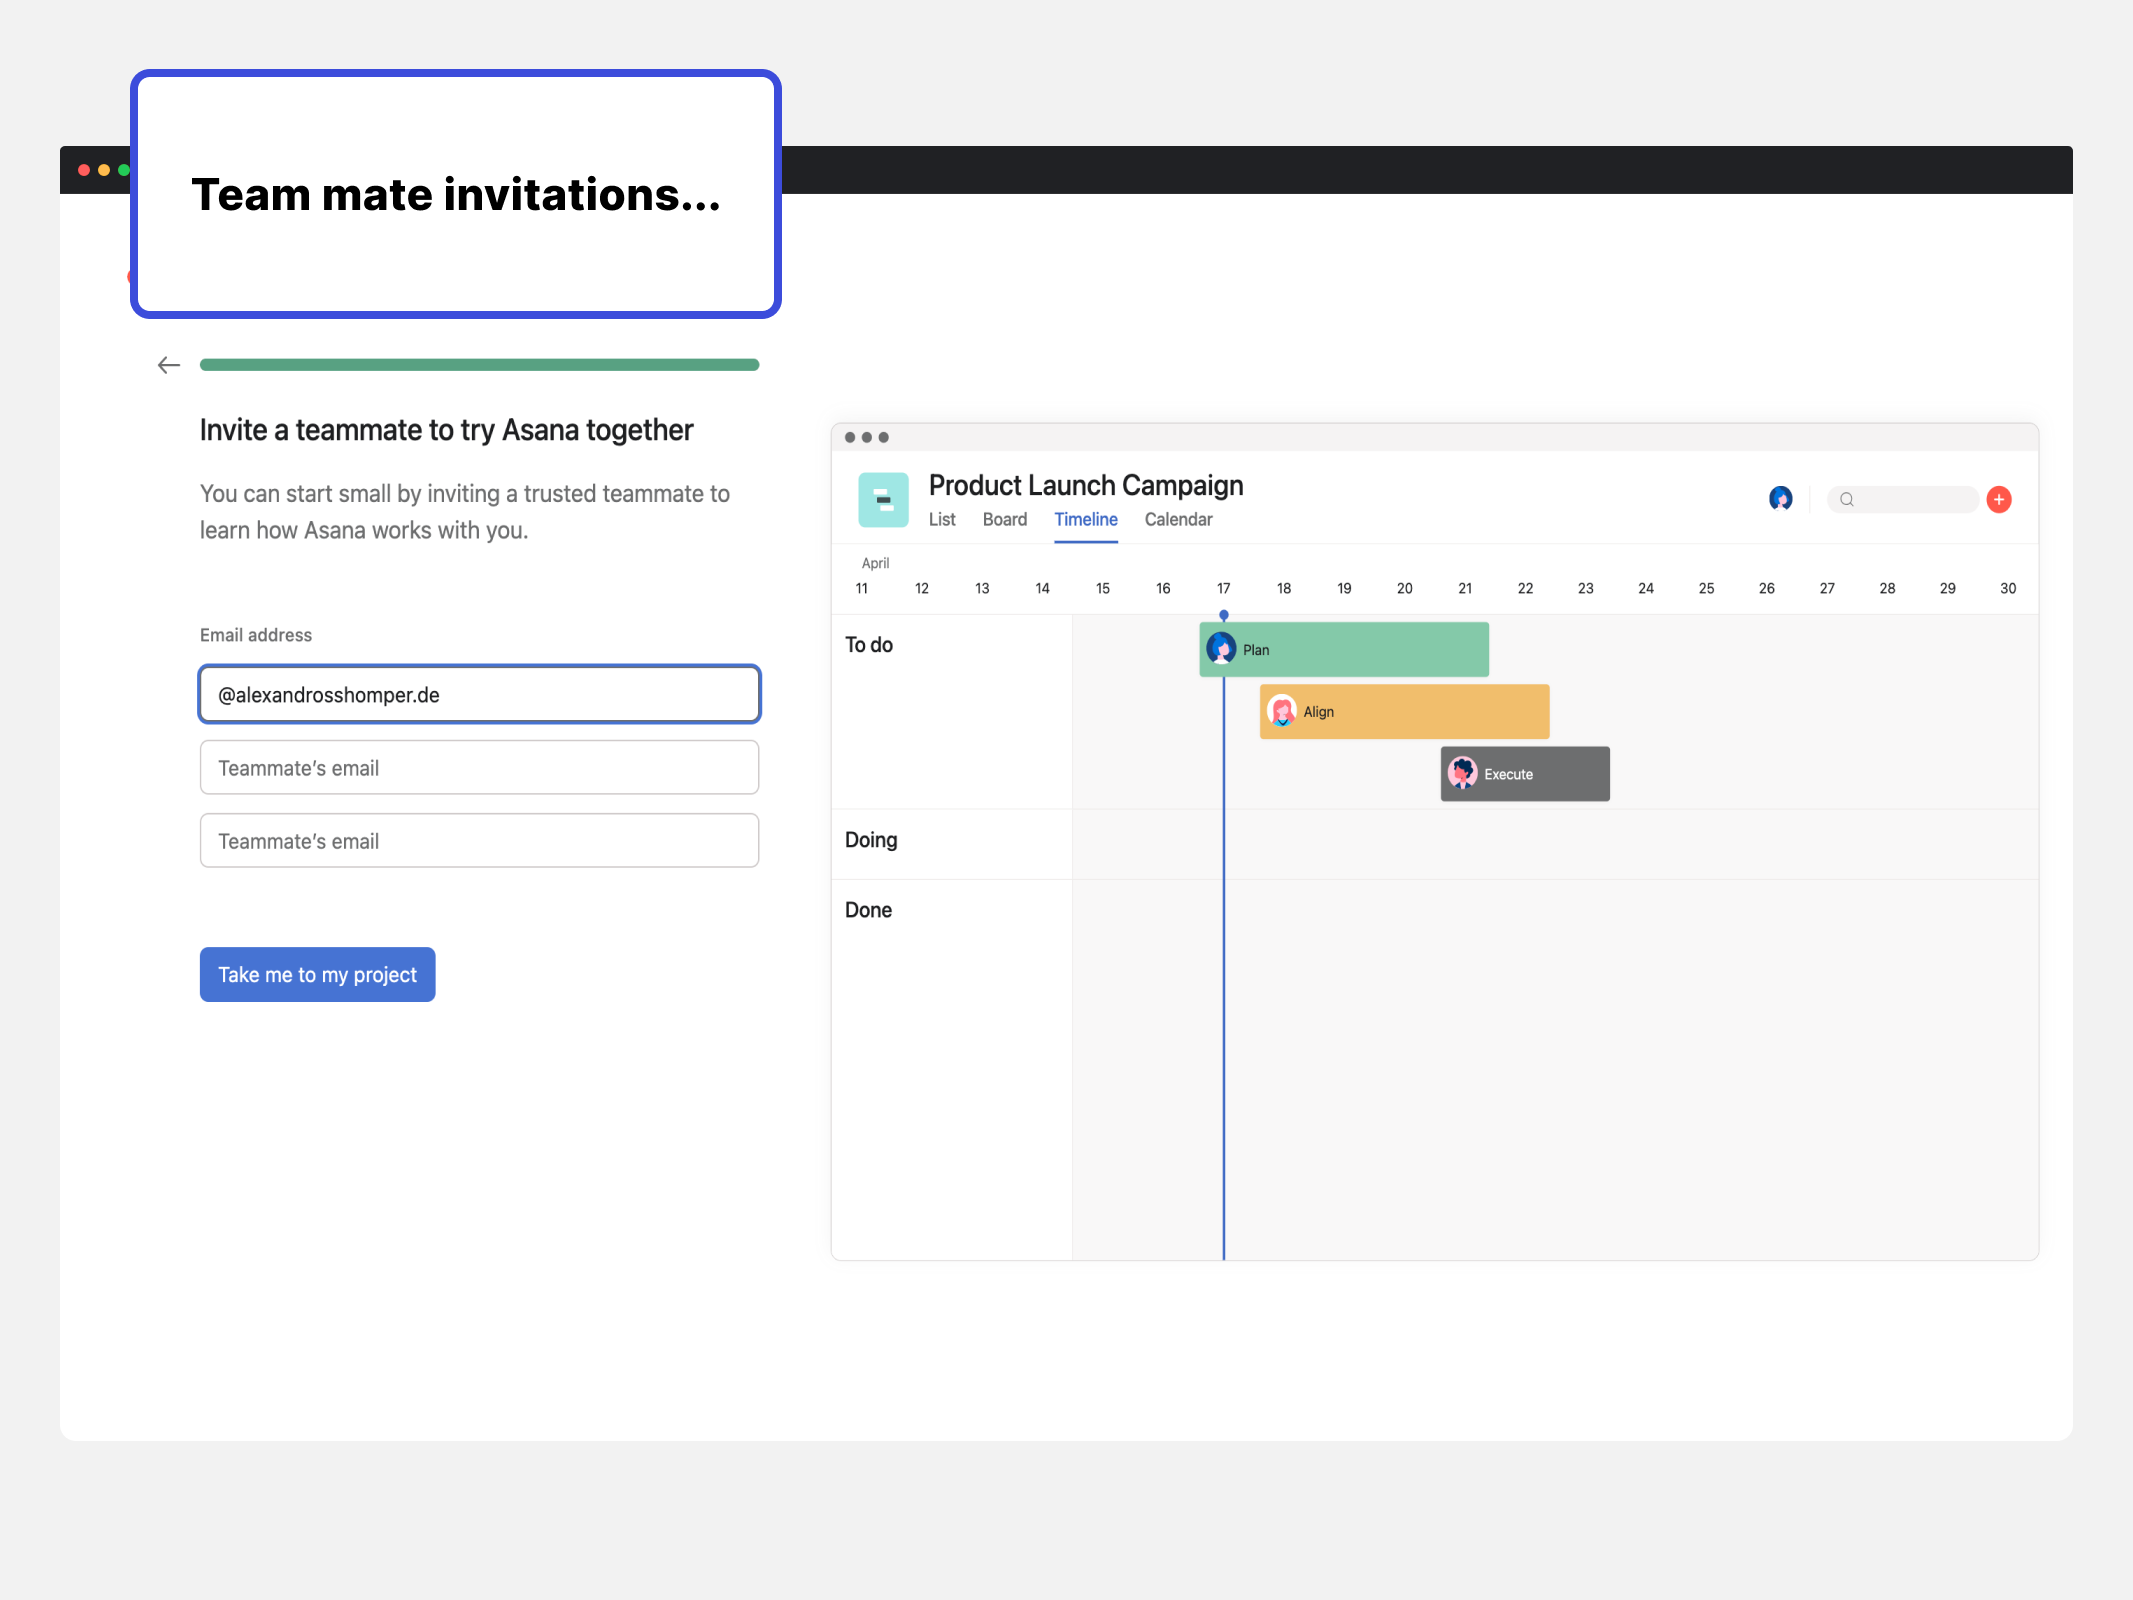 Team mate invitations...
Invite a teammate to try Asana together
You can start small by inviting a trusted teammate to
learn how Asana works with you.
Email address
@alexandrosshomper.de
Teammate’s email
Teammate’s email
Take me to my project
Product Launch Campaign
List Board Timeline Calendar
April
11 12 13 14 15 16 17 18 19 20 21 22 23 24 25 26 27 28 29 30
To do
Plan
Align
Execute
Doing
Done